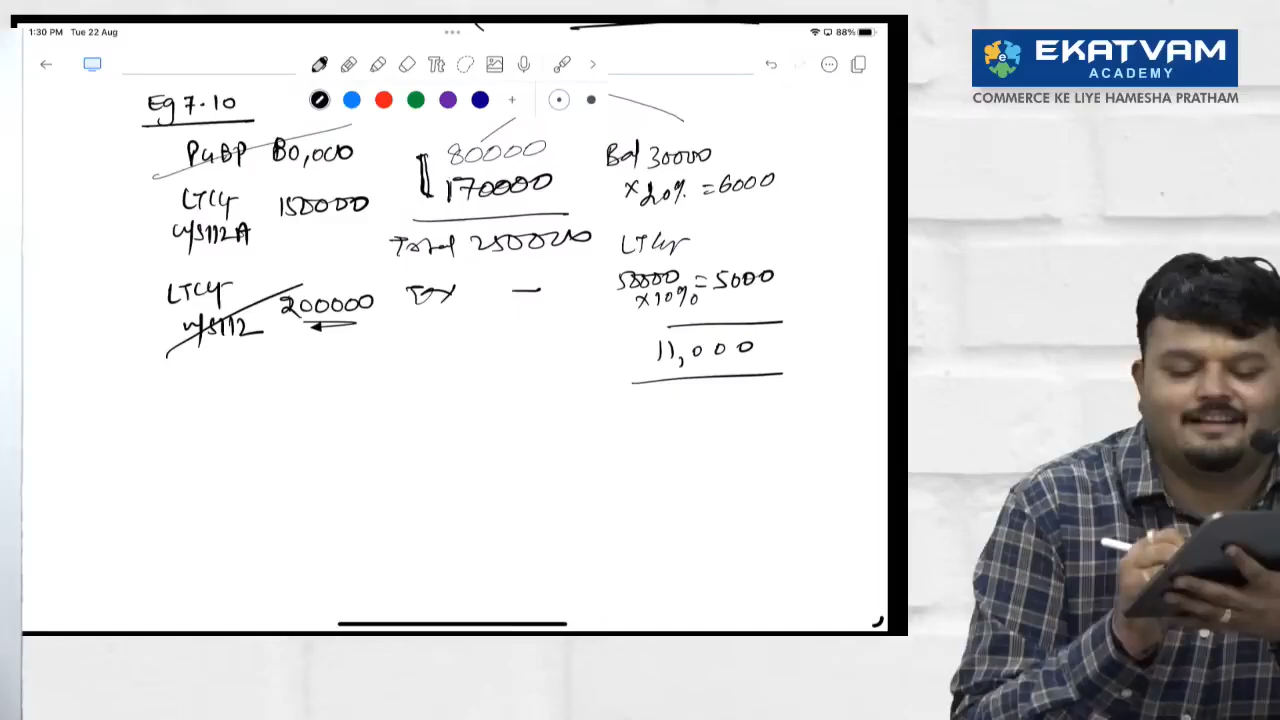 1:30 PM Tue 22 Aug
88%
EKATVAM
ACADEMY
COMMERCE KE LIYE HAMESHA PRATHAM
Eg 7.10
PGBP 80,000
LTCG 150000
u/s 112A
LTCG
u/s 112 200000
80000
170000
Total 250000
Tax —
Bal 30000
x 20% = 6000
LTCG
50000 = 5000
x 10%
11,000